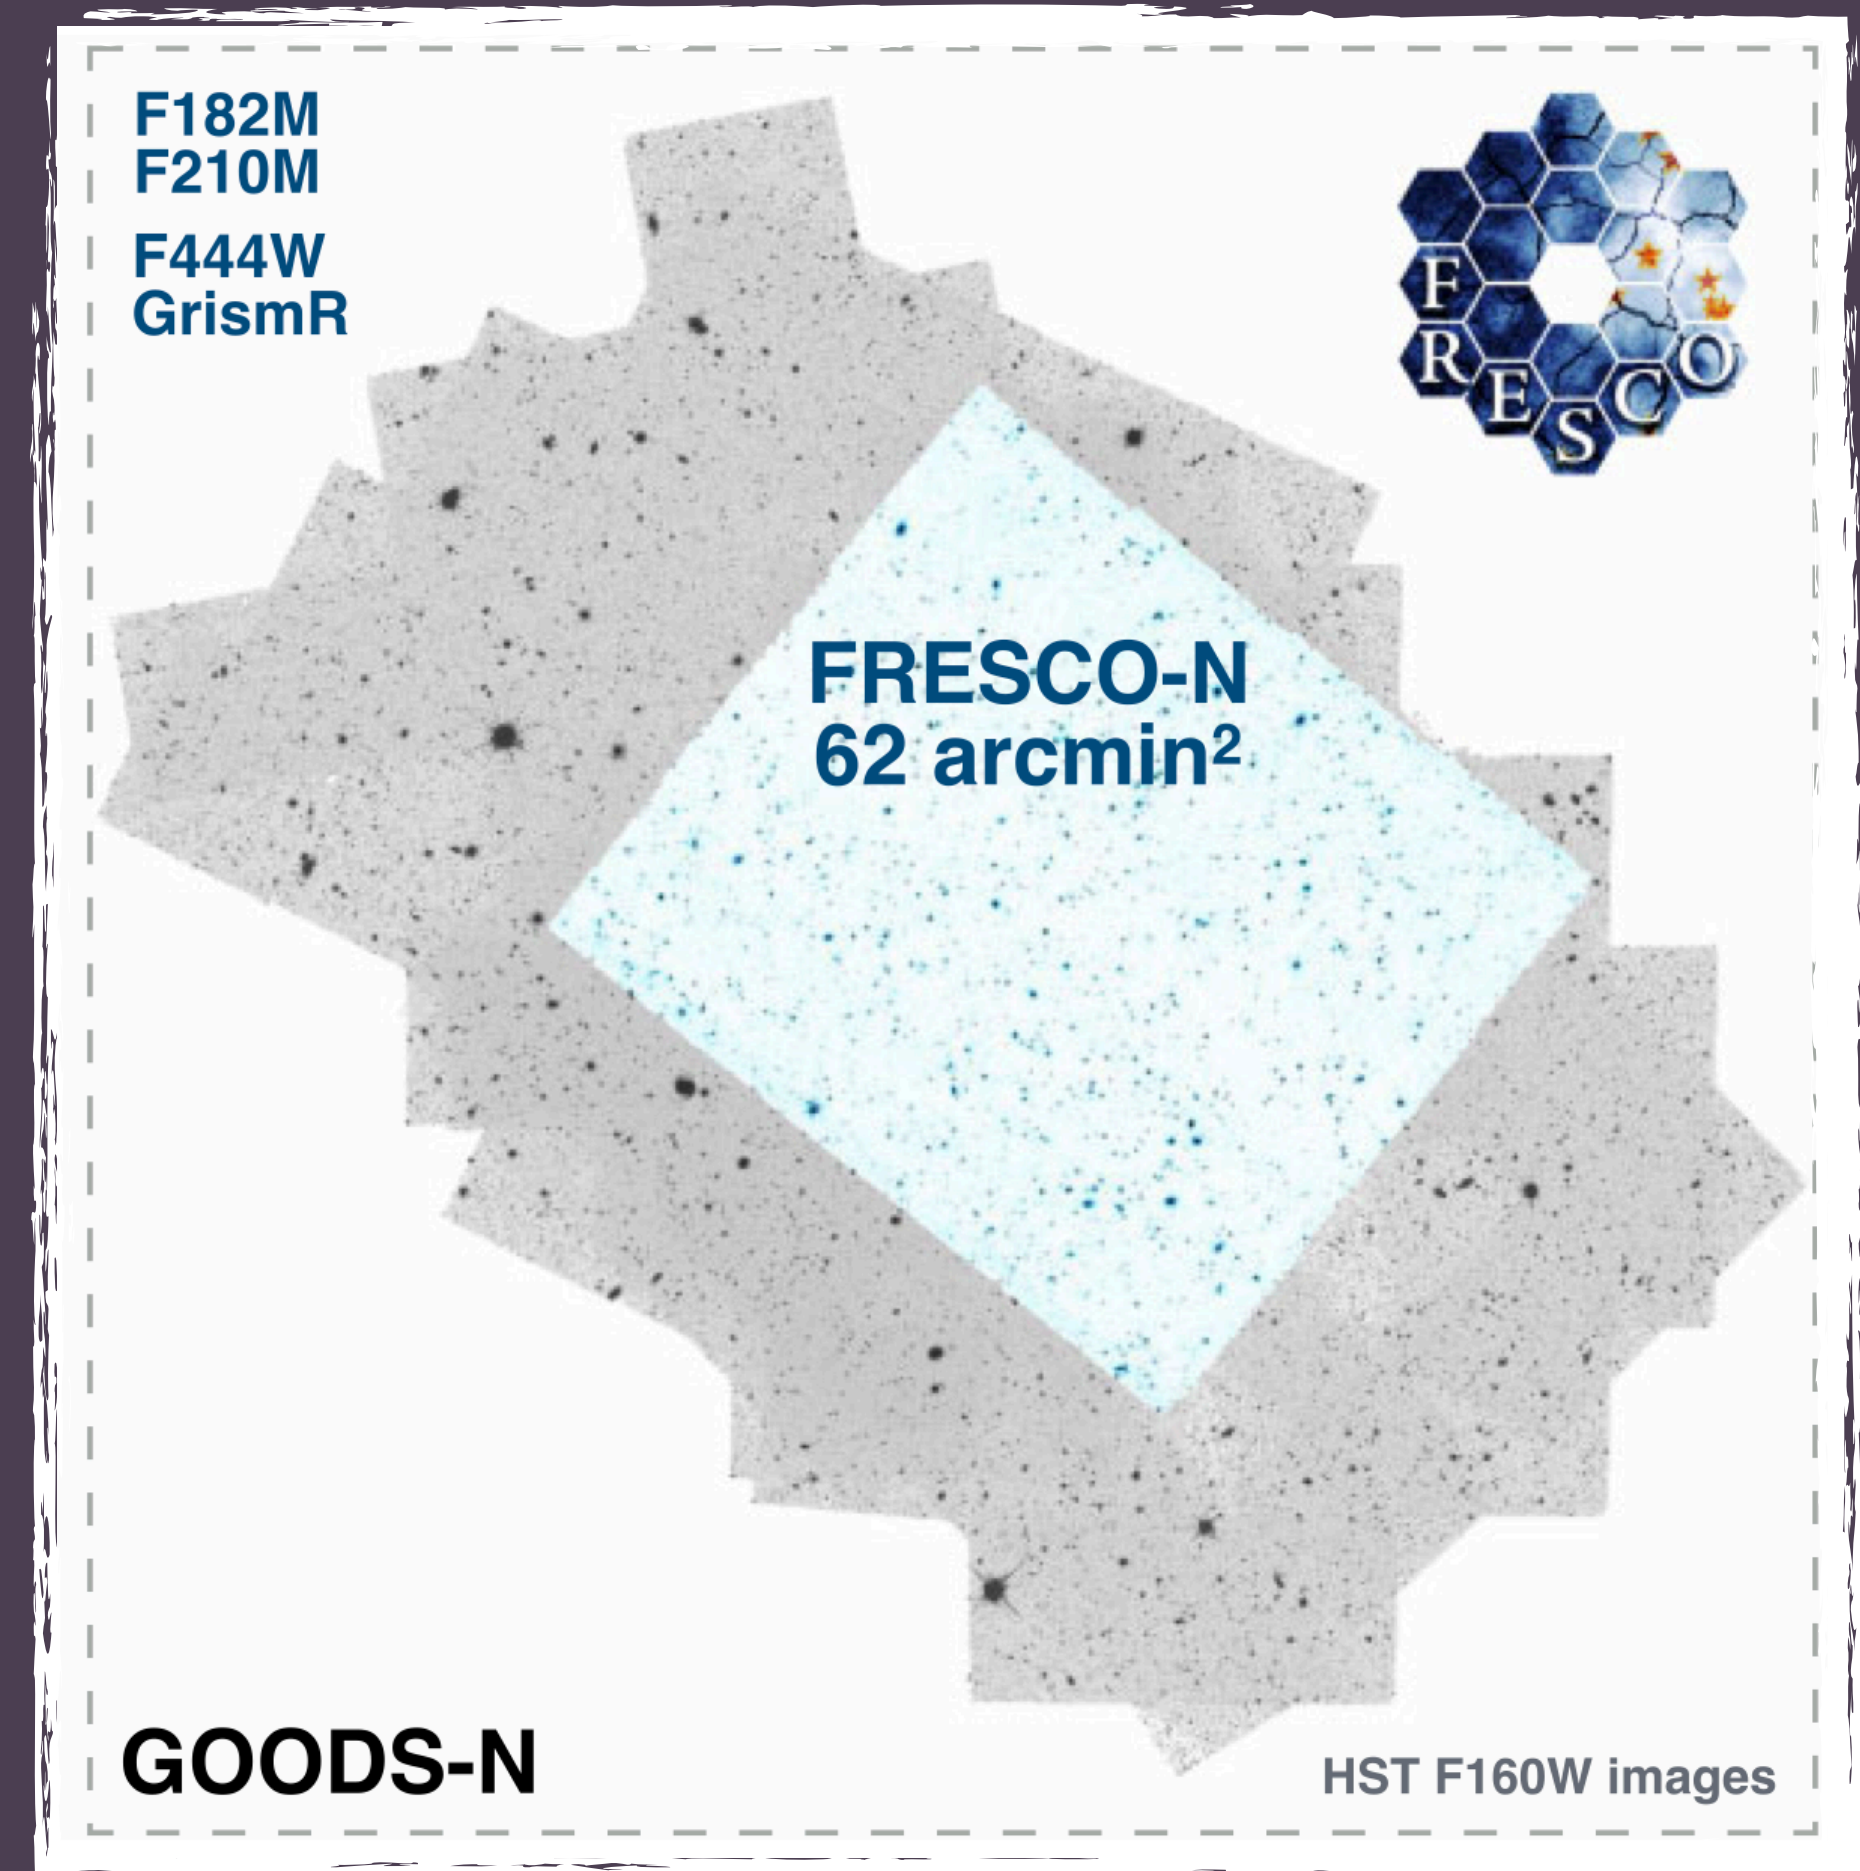 F182M
F210M
F444W
GrismR
FRESCO
FRESCO-N
62 arcmin²
GOODS-N
HST F160W images